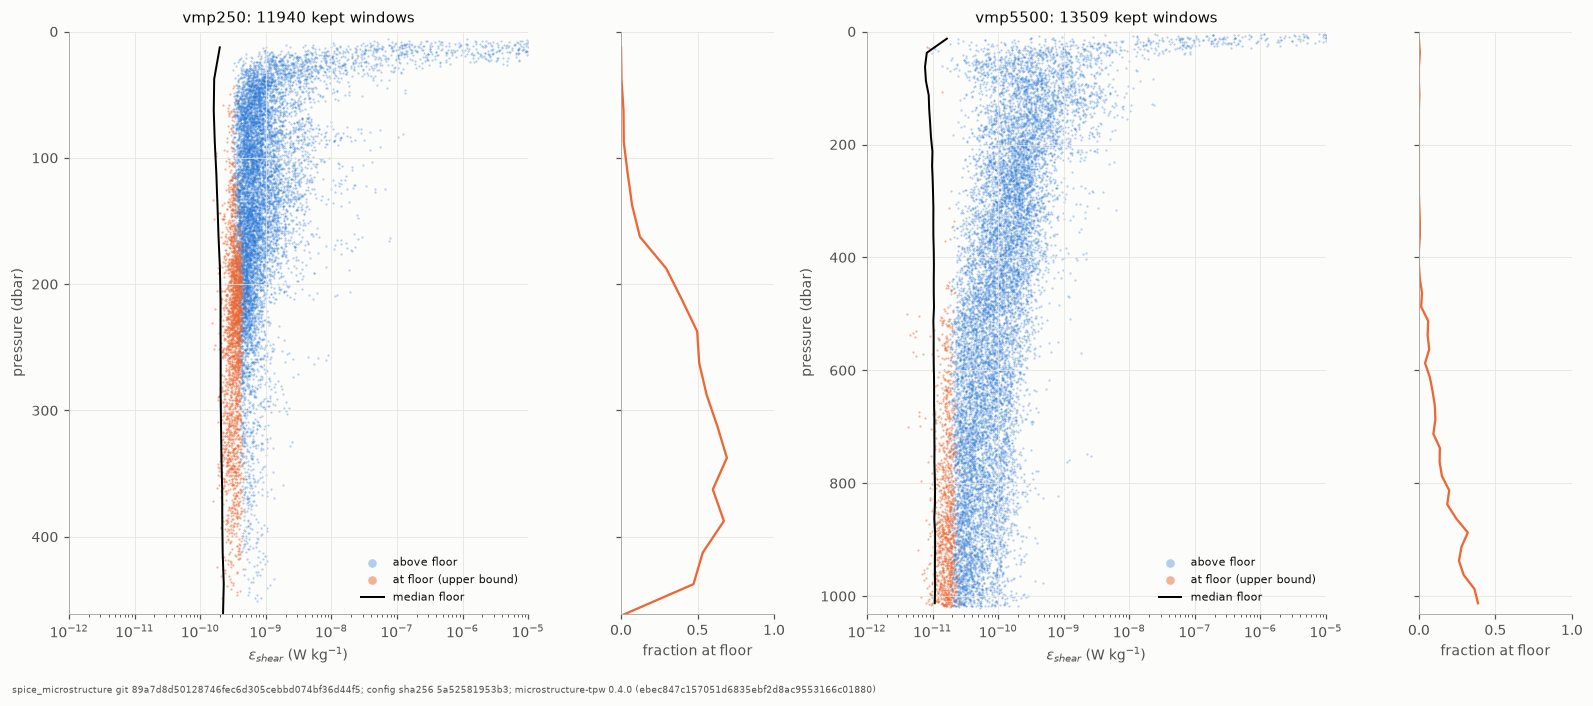 vmp250: 11940 kept windows
vmp5500: 13509 kept windows
0
100
200
300
400
pressure (dbar)
10⁻¹² 10⁻¹¹ 10⁻¹⁰ 10⁻⁹ 10⁻⁸ 10⁻⁷ 10⁻⁶ 10⁻⁵
ε_shear (W kg⁻¹)
above floor
at floor (upper bound)
median floor
0.0 0.5 1.0
fraction at floor
0
200
400
600
800
1000
pressure (dbar)
10⁻¹² 10⁻¹¹ 10⁻¹⁰ 10⁻⁹ 10⁻⁸ 10⁻⁷ 10⁻⁶ 10⁻⁵
ε_shear (W kg⁻¹)
above floor
at floor (upper bound)
median floor
0.0 0.5 1.0
fraction at floor
spice_microstructure git 89a7d8d50128746fec6d305cebbd074bf36d44f5; config sha256 5a52581953b3; microstructure-tpw 0.4.0 (ebec847c157051d6835ebf2d8ac9553166c01880)